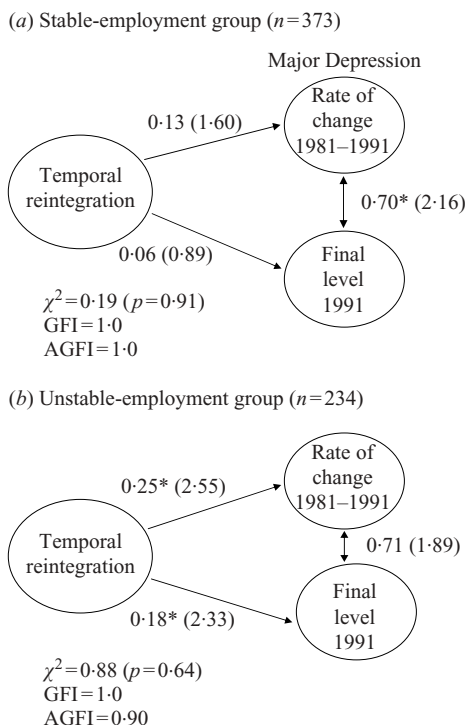 (a) Stable-employment group (n=373)
Major Depression
Rate of
change
1981–1991
0·13 (1·60)
Temporal
reintegration
0·70* (2·16)
0·06 (0·89)
Final
level
1991
χ²=0·19 (p=0·91)
GFI=1·0
AGFI=1·0
(b) Unstable-employment group (n=234)
Rate of
change
1981–1991
0·25* (2·55)
Temporal
reintegration
0·71 (1·89)
0·18* (2·33)
Final
level
1991
χ²=0·88 (p=0·64)
GFI=1·0
AGFI=0·90